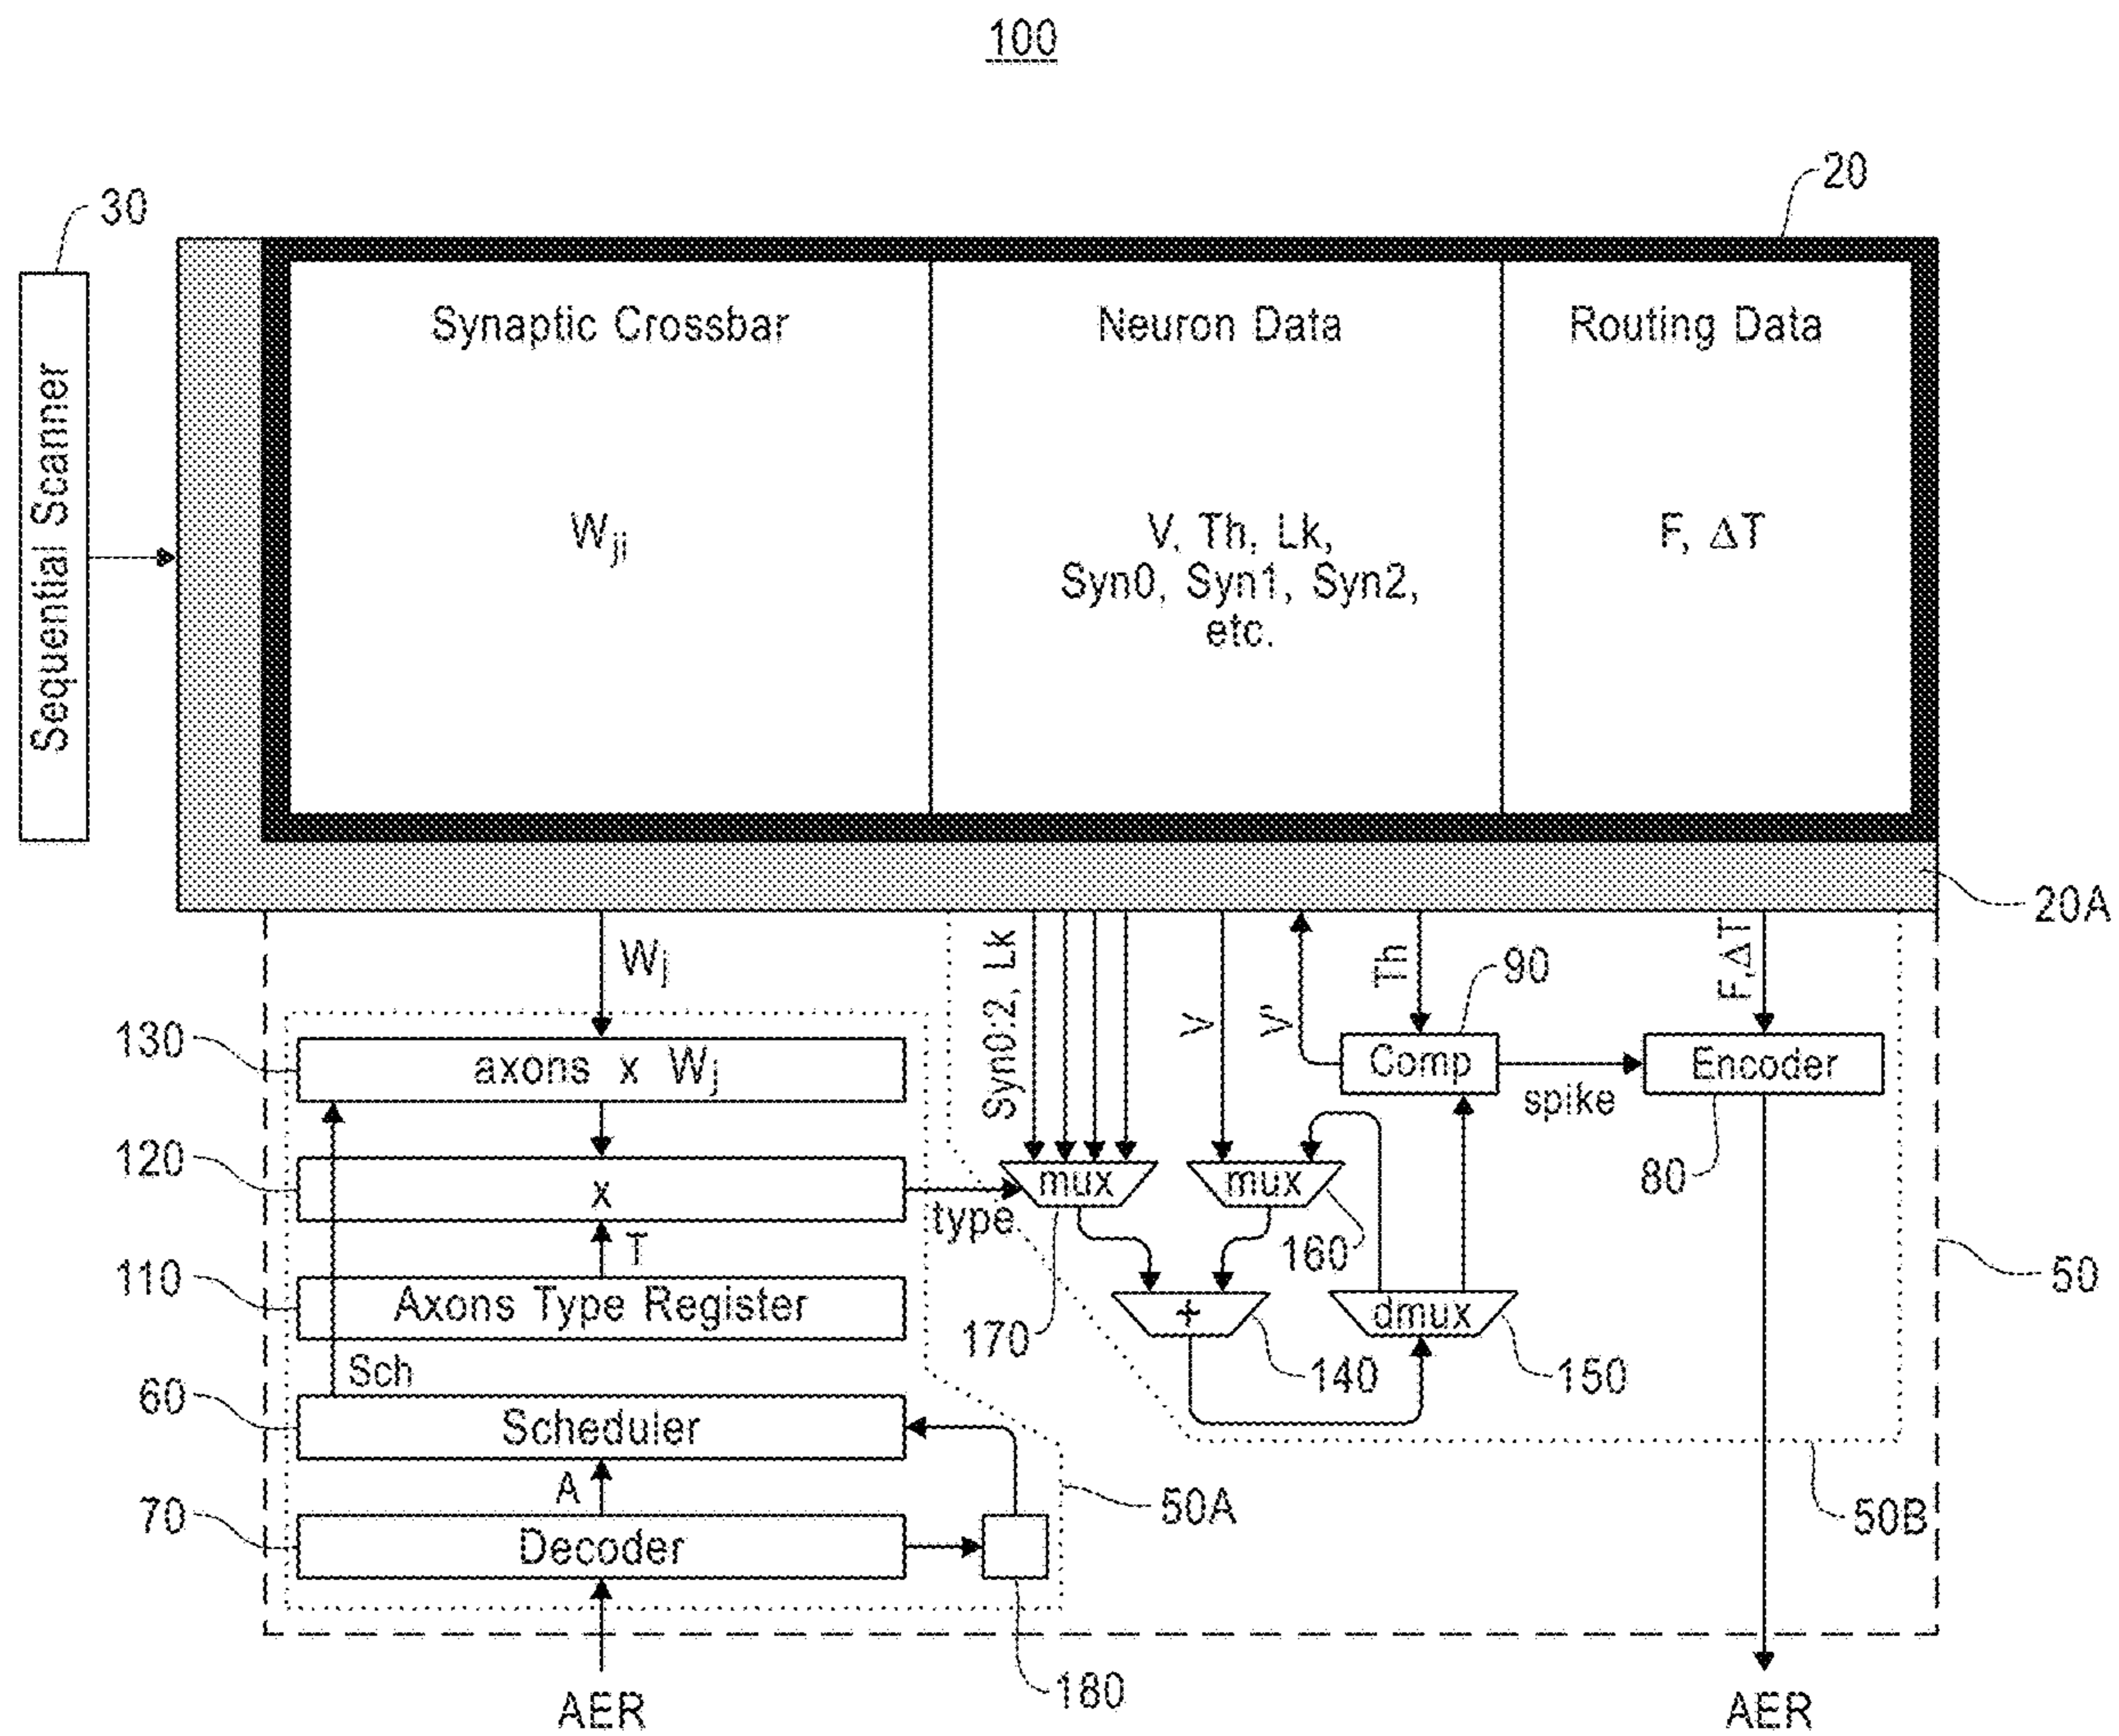 100
20
30
Sequential Scanner
Synaptic Crossbar
Neuron Data
Routing Data
Wji
V, Th, Lk,
Syn0, Syn1, Syn2,
etc.
F, ΔT
20A
Wj
Syn0:2, Lk
V
V'
Th
F,ΔT
90
130
axons x Wj
Comp
spike
Encoder
80
120
x
type
mux
mux
160
T
110
Axons Type Register
170
+
140
dmux
150
50
Sch
60
Scheduler
A
50A
50B
70
Decoder
180
AER
AER